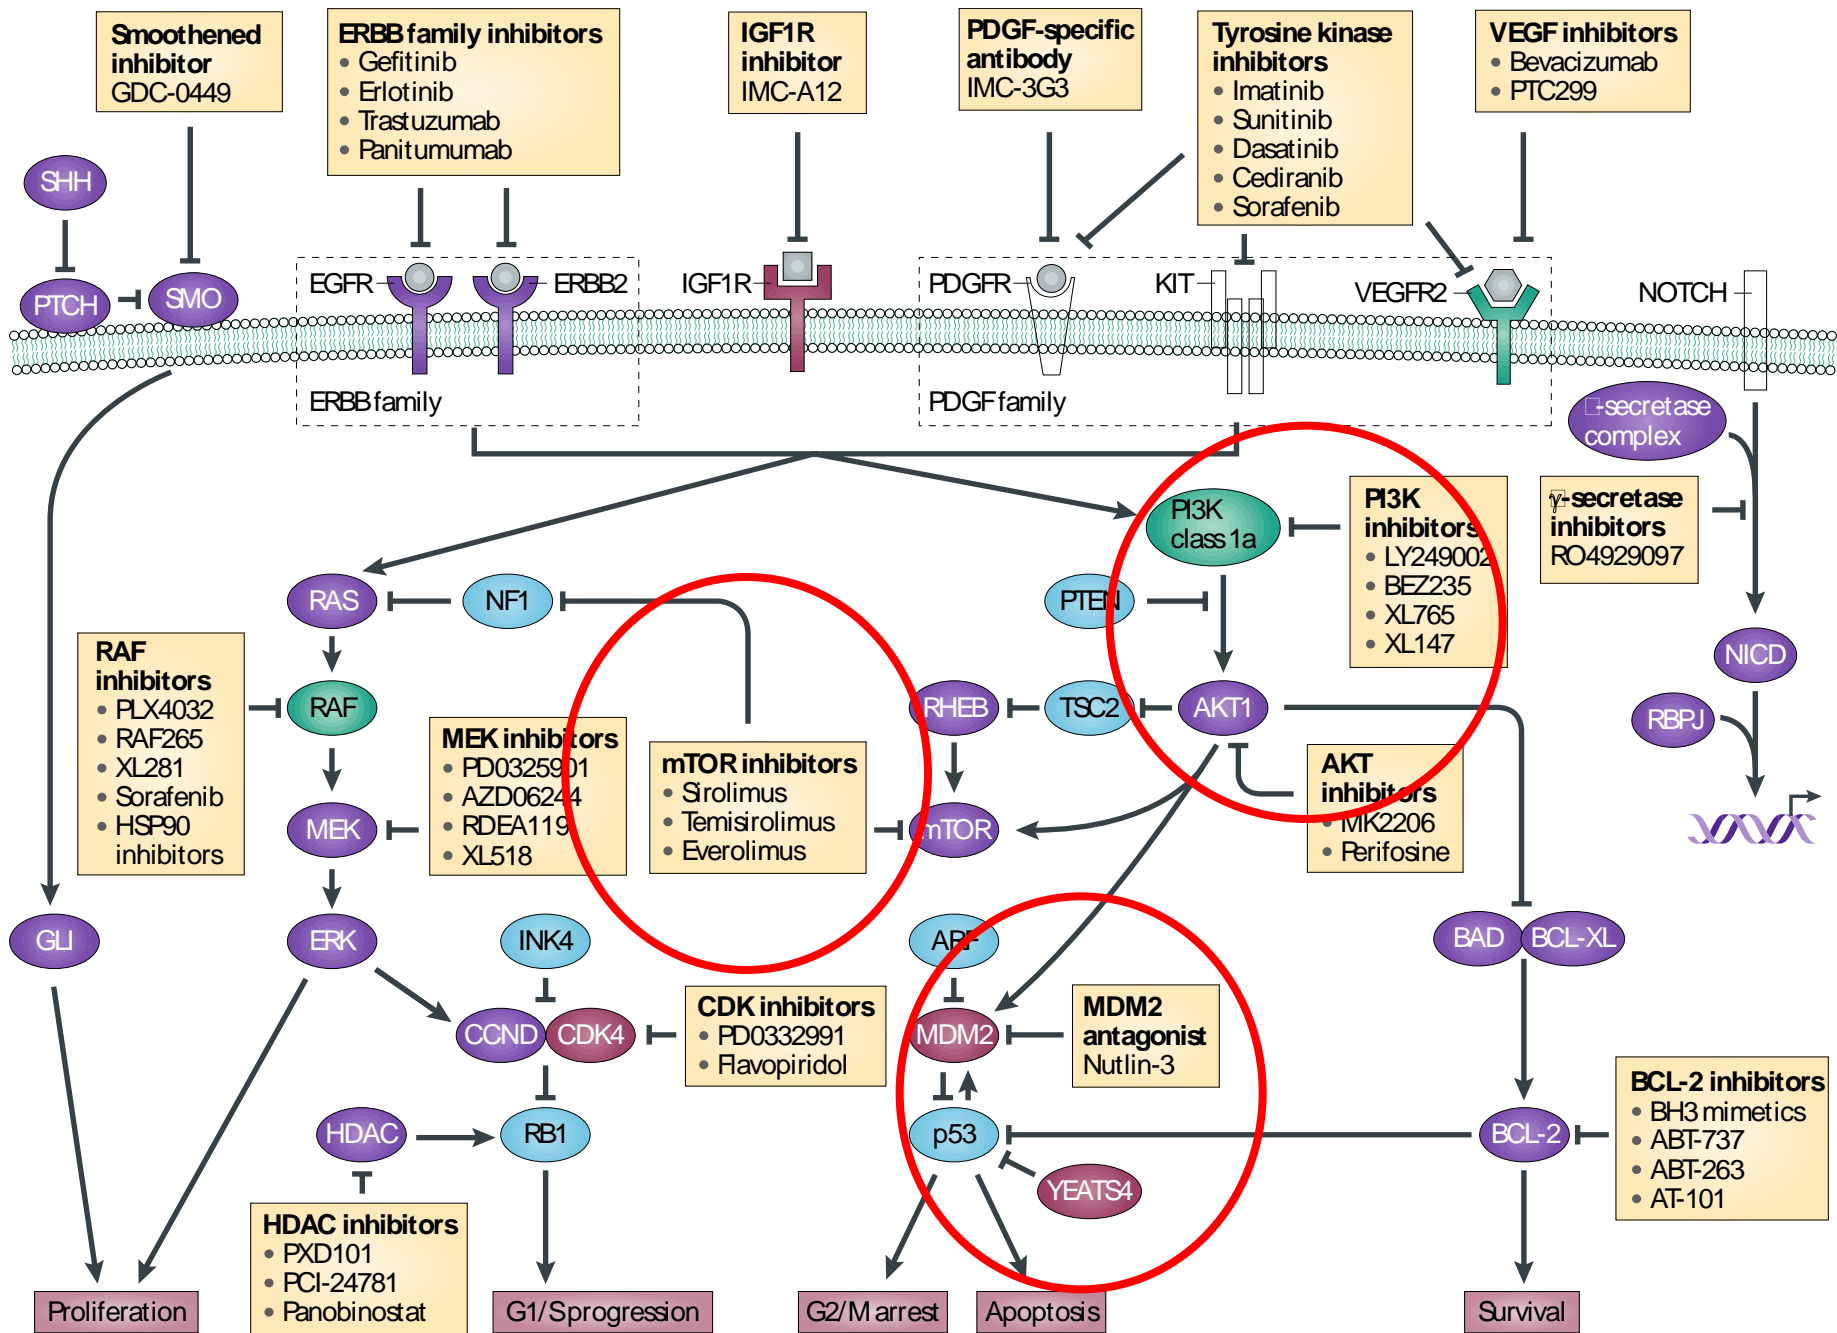 Smoothened
inhibitor
GDC-0449
ERBB family inhibitors
• Gefitinib
• Erlotinib
• Trastuzumab
• Panitumumab
IGF1R
inhibitor
IMC-A12
PDGF-specific
antibody
IMC-3G3
Tyrosine kinase
inhibitors
• Imatinib
• Sunitinib
• Dasatinib
• Cediranib
• Sorafenib
VEGF inhibitors
• Bevacizumab
• PTC299
SHH
PTCH
SMO
EGFR
ERBB2
ERBB family
IGF1R
PDGFR
KIT
VEGFR2
PDGF family
NOTCH
-secretase
complex
PI3K
class 1a
PI3K
inhibitors
• LY249002
• BEZ235
• XL765
• XL147
γ-secretase
inhibitors
RO4929097
RAS
NF1
PTEN
NICD
RAF
inhibitors
• PLX4032
• RAF265
• XL281
• Sorafenib
• HSP90
inhibitors
RAF
MEK inhibitors
• PD0325901
• AZD06244
• RDEA119
• XL518
mTOR inhibitors
• Sirolimus
• Temisirolimus
• Everolimus
RHEB
TSC2
AKT1
RBPJ
AKT
inhibitors
• MK2206
• Perifosine
MEK
mTOR
GLI
ERK
INK4
ARF
BAD
BCL-XL
CCND
CDK4
CDK inhibitors
• PD0332991
• Flavopiridol
MDM2
MDM2
antagonist
Nutlin-3
HDAC
RB1
p53
BCL-2
BCL-2 inhibitors
• BH3 mimetics
• ABT-737
• ABT-263
• AT-101
YEATS4
HDAC inhibitors
• PXD101
• PCI-24781
• Panobinostat
Proliferation
G1/S progression
G2/M arrest
Apoptosis
Survival